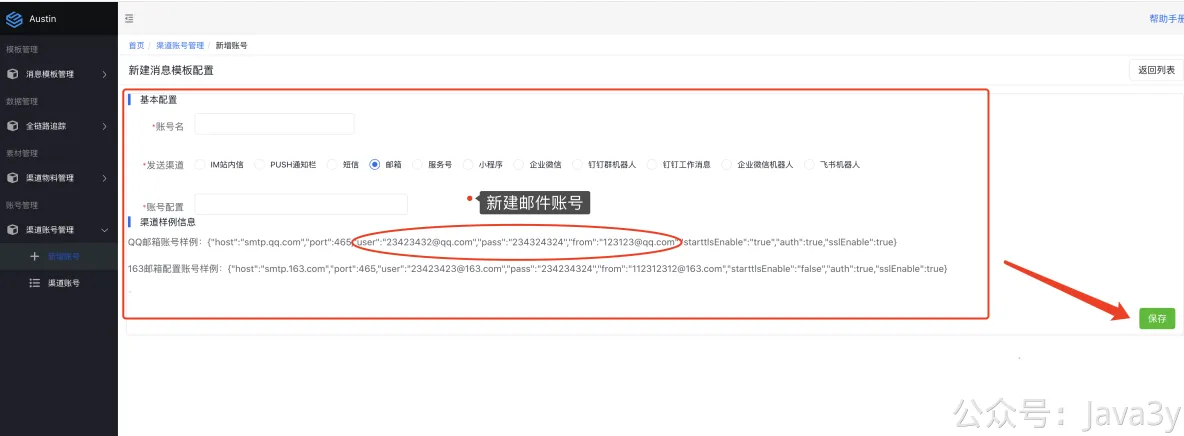 Austin
帮助手册
模板管理
首页 / 渠道账号管理 / 新增账号
消息模板管理
新建消息模板配置
返回列表
数据管理
基本配置
全链路追踪
*账号名
素材管理
*发送渠道 IM站内信 PUSH通知栏 短信 邮箱 服务号 小程序 企业微信 钉钉群机器人 钉钉工作消息 企业微信机器人 飞书机器人
渠道物料管理
账号管理
*账号配置
新建邮件账号
渠道账号管理
渠道样例信息
QQ邮箱账号样例：{"host":"smtp.qq.com","port":465,"user":"23423432@qq.com","pass":"234324324","from":"123123@qq.com","starttlsEnable":"true","auth":true,"sslEnable":true}
新增账号
163邮箱配置账号样例：{"host":"smtp.163.com","port":465,"user":"23423423@163.com","pass":"234234324","from":"112312312@163.com","starttlsEnable":"false","auth":true,"sslEnable":true}
渠道账号
保存
公众号：Java3y